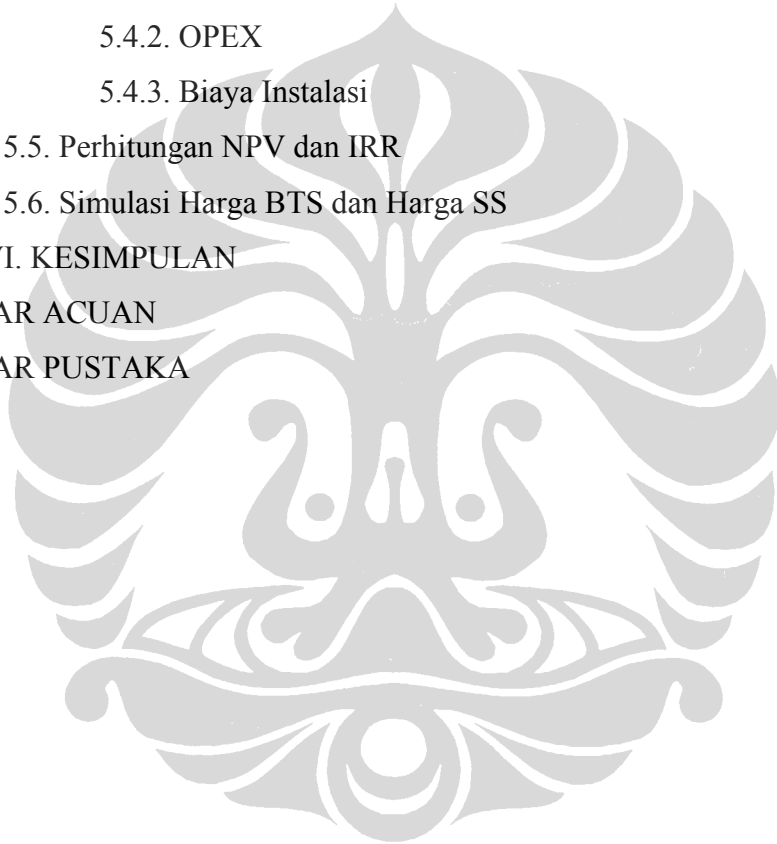 5.4.2. OPEX
5.4.3. Biaya Instalasi
5.5. Perhitungan NPV dan IRR
5.6. Simulasi Harga BTS dan Harga SS
VI. KESIMPULAN
AR ACUAN
AR PUSTAKA